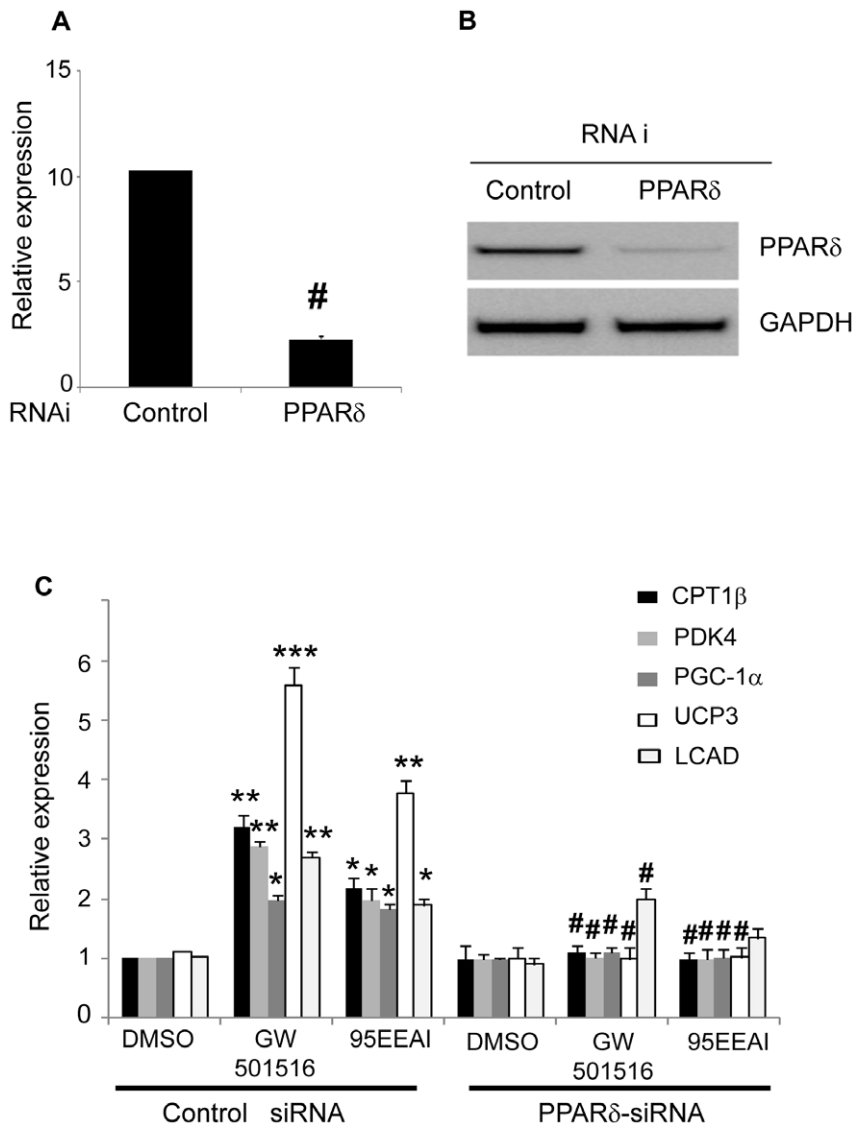 A
Relative expression
15
10
5
0
#
RNAi Control PPARδ
B
RNA i
Control PPARδ
PPARδ
GAPDH
C
Relative expression
6
5
4
3
2
1
0
CPT1β
PDK4
PGC-1α
UCP3
LCAD
** ** * *** **
* * * ** *
# # # # #
# # # #
DMSO GW 95EEAI DMSO GW 95EEAI
501516 501516
Control siRNA PPARδ-siRNA